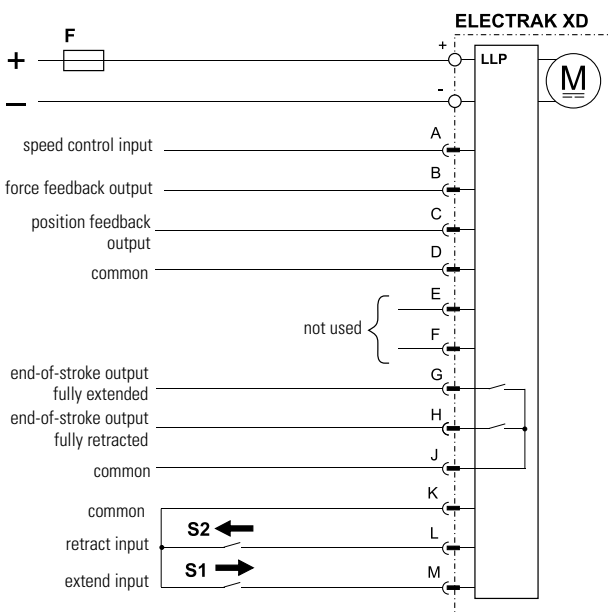 ELECTRAK XD
F
+
+
LLP
M
−
-
A
speed control input
B
force feedback output
C
position feedback
output
D
common
E
not used
F
G
end-of-stroke output
fully extended
H
end-of-stroke output
fully retracted
J
common
K
common
S2
L
retract input
S1
M
extend input